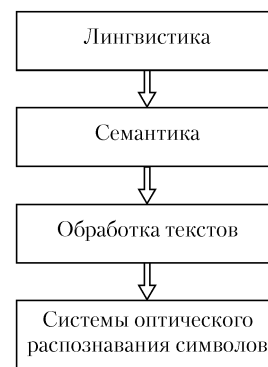 Лингвистика
Семантика
Обработка текстов
Системы оптического
распознавания символов